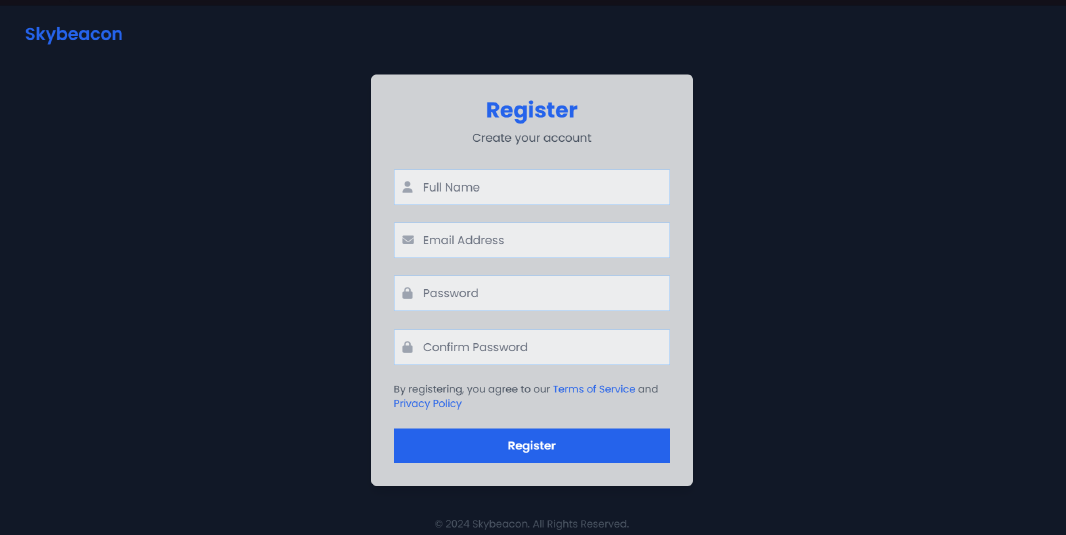 Skybeacon
Register
Create your account
Full Name
Email Address
Password
Confirm Password
By registering, you agree to our Terms of Service and
Privacy Policy
Register
© 2024 Skybeacon. All Rights Reserved.